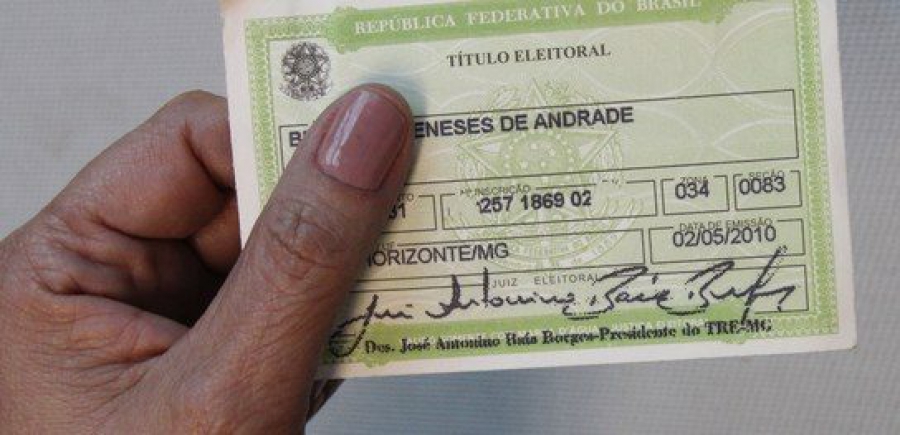 REPÚBLICA FEDERATIVA DO BRASIL
TÍTULO ELEITORAL
ENESES DE ANDRADE
INSCRIÇÃO ZONA SEÇÃO
257 1869 02 034 0083
DATA DE EMISSÃO
HORIZONTE/MG 02/05/2010
JUIZ ELEITORAL
Des. José Antonino Baía Borges-Presidente do TRE-MG